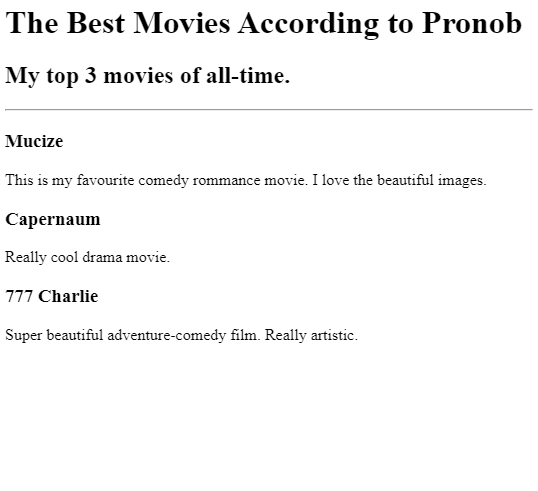 The Best Movies According to Pronob
My top 3 movies of all-time.
Mucize
This is my favourite comedy rommance movie. I love the beautiful images.
Capernaum
Really cool drama movie.
777 Charlie
Super beautiful adventure-comedy film. Really artistic.